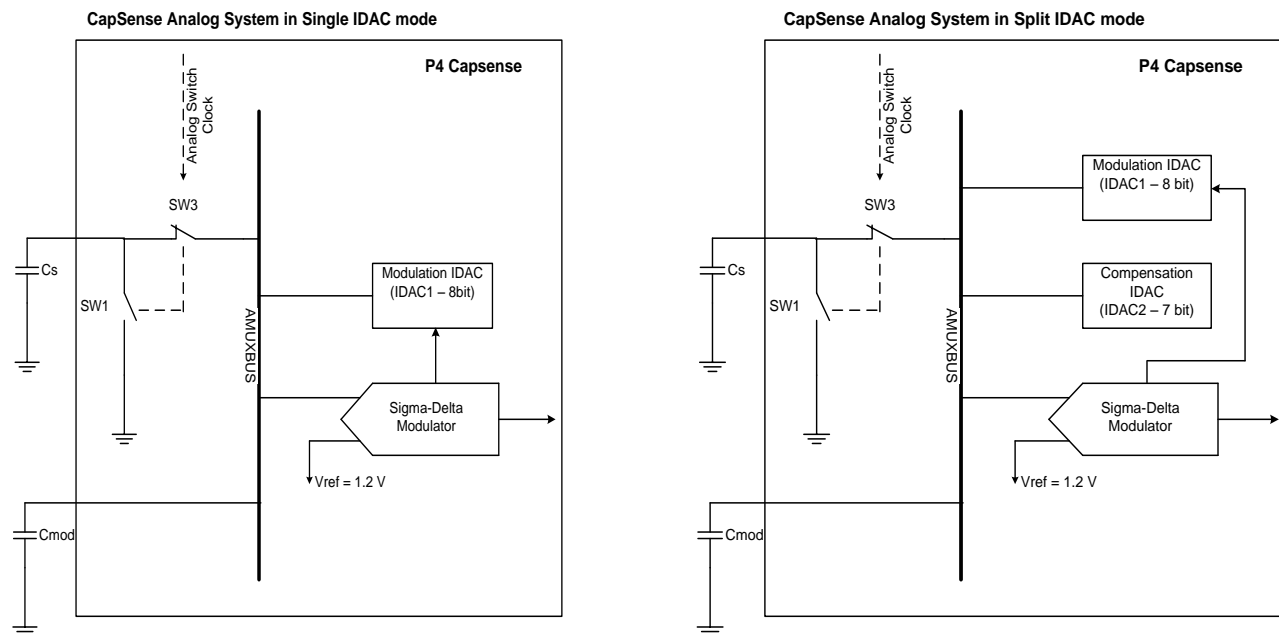 CapSense Analog System in Single IDAC mode
P4 Capsense
Analog Switch
Clock
SW3
Cs
SW1
Modulation IDAC
(IDAC1 – 8bit)
AMUXBUS
Sigma-Delta
Modulator
Vref = 1.2 V
Cmod
CapSense Analog System in Split IDAC mode
P4 Capsense
Analog Switch
Clock
SW3
Modulation IDAC
(IDAC1 – 8 bit)
Cs
SW1
Compensation
IDAC
(IDAC2 – 7 bit)
AMUXBUS
Sigma-Delta
Modulator
Vref = 1.2 V
Cmod